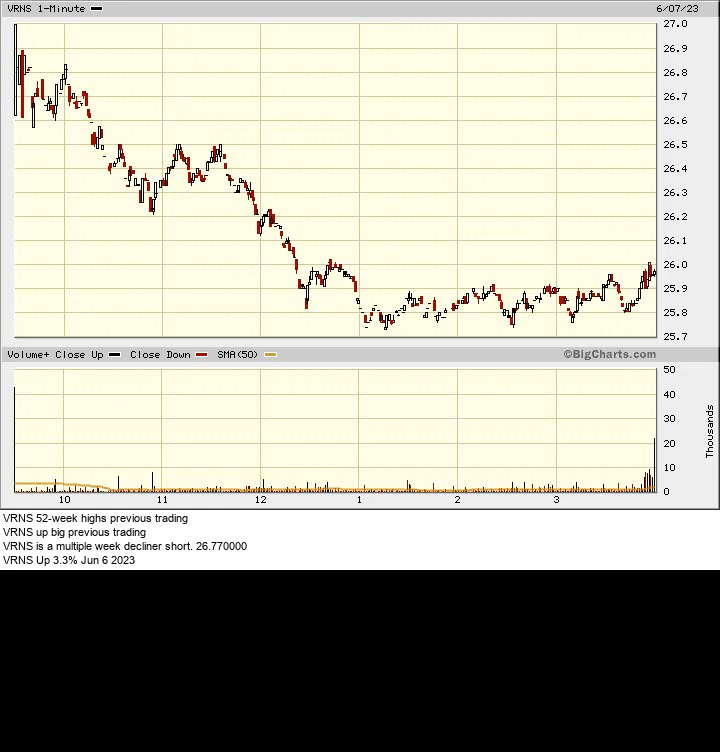 VRNS 1-Minute 6/07/23
27.0
26.9
26.8
26.7
26.6
26.5
26.4
26.3
26.2
26.1
26.0
25.9
25.8
25.7
Volume+ Close Up Close Down SMA(50) ©BigCharts.com
50
40
30
20
10
0
Thousands
10 11 12 1 2 3
VRNS 52-week highs previous trading
VRNS up big previous trading
VRNS is a multiple week decliner short. 26.770000
VRNS Up 3.3% Jun 6 2023